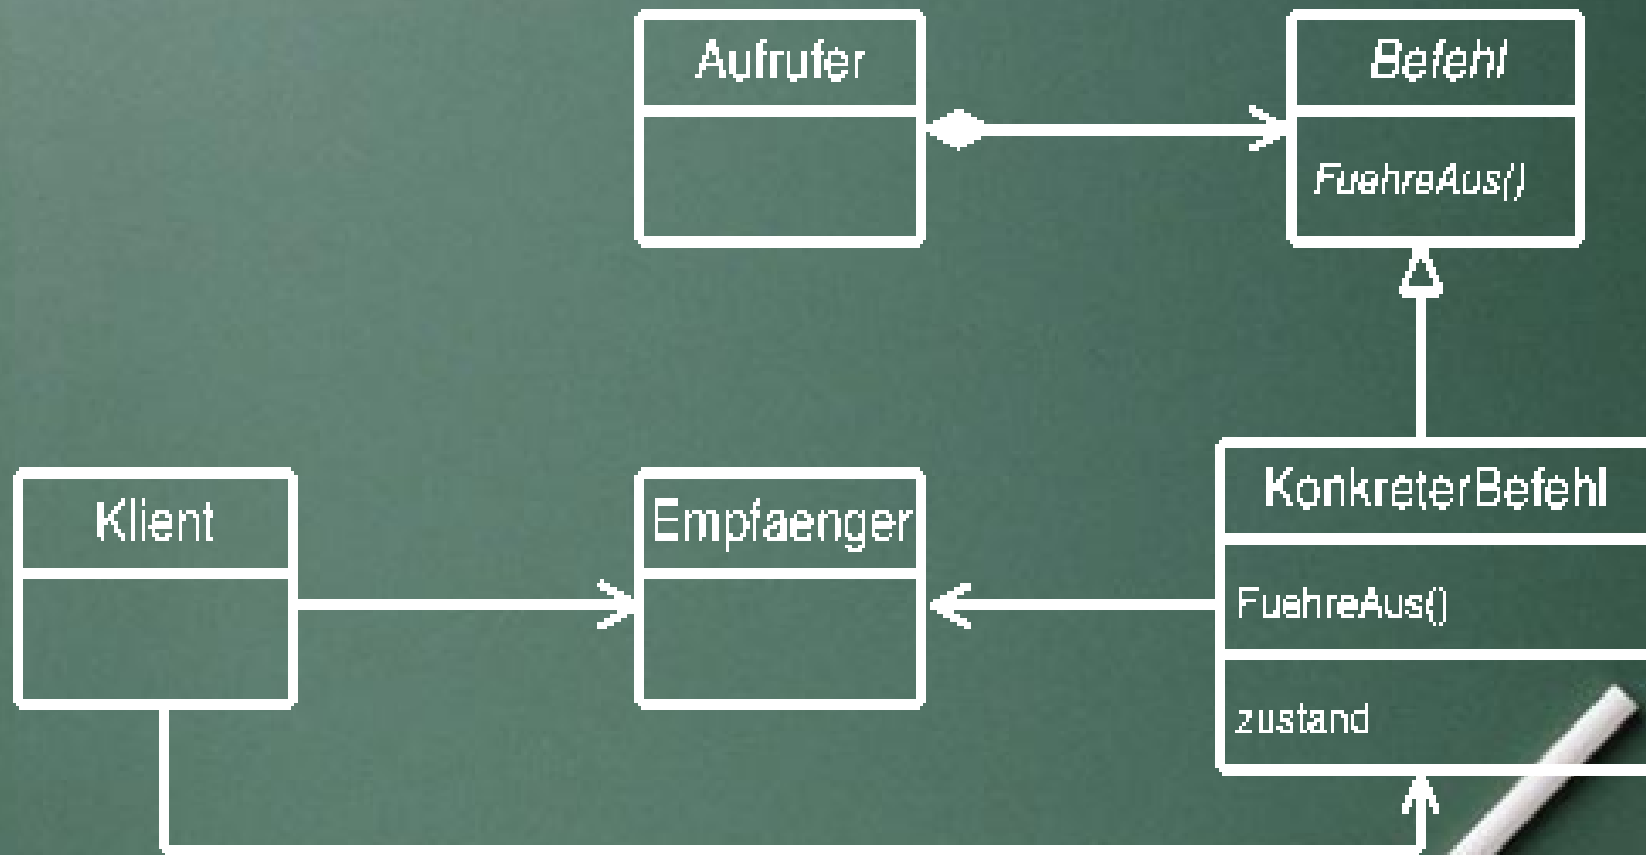 Aufrufer
Befehl
FuehreAus()
Klient
Empfaenger
KonkreterBefehl
FuehreAus()
zustand